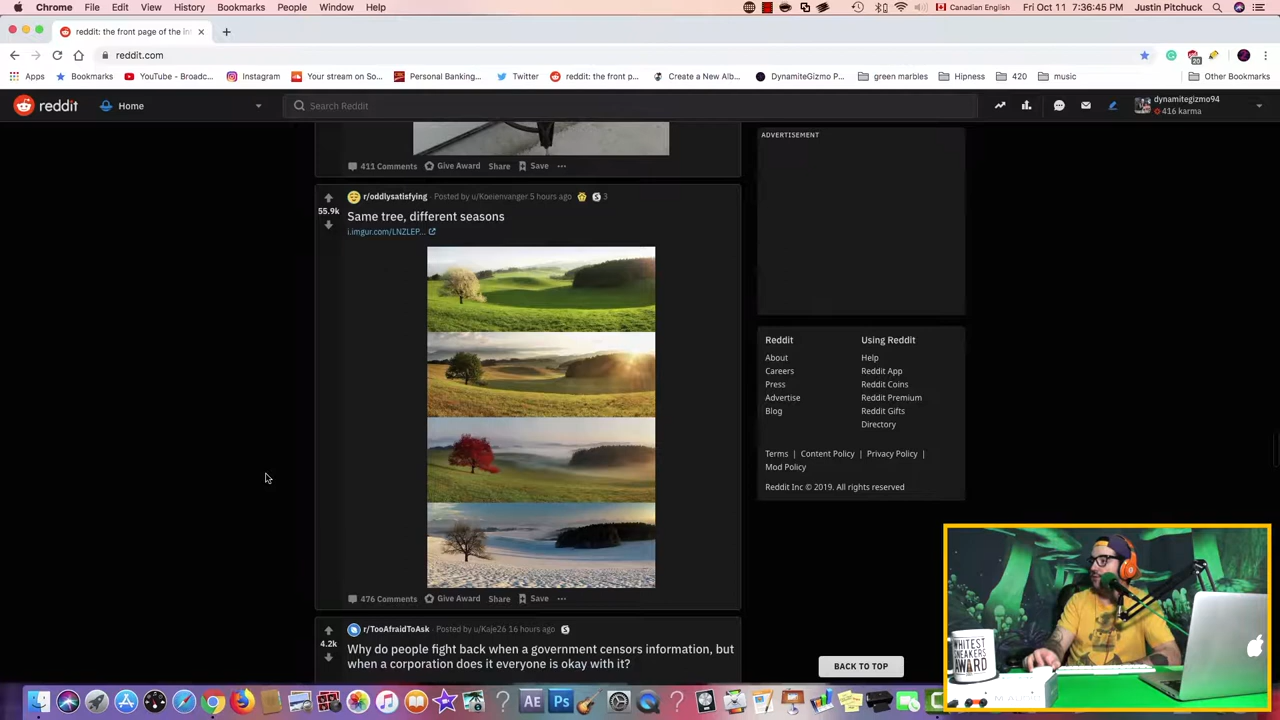 Chrome File Edit View History Bookmarks People Window Help Canadian English Fri Oct 11 7:36:45 PM Justin Pitchuck
reddit: the front page of the in
reddit.com
20
Apps Bookmarks YouTube - Broadc... Instagram Your stream on So... Personal Banking... Twitter reddit: the front p... Create a New Alb... DynamiteGizmo P... green marbles Hipness 420 music Other Bookmarks
reddit Home Search Reddit dynamitegizmo94
416 karma
ADVERTISEMENT
411 Comments Give Award Share Save ...
r/oddlysatisfying · Posted by u/Koeienvanger 5 hours ago 3
55.9k
Same tree, different seasons
i.imgur.com/LNZLEP...
Reddit Using Reddit
About Help
Careers Reddit App
Press Reddit Coins
Advertise Reddit Premium
Blog Reddit Gifts
Directory
Terms | Content Policy | Privacy Policy |
Mod Policy
Reddit Inc © 2019. All rights reserved
476 Comments Give Award Share Save ...
r/TooAfraidToAsk · Posted by u/Kaje26 16 hours ago
4.2k
Why do people fight back when a government censors information, but
when a corporation does it everyone is okay with it?
BACK TO TOP
WHITEST
SNEAKERS
AWARD
AE Ps